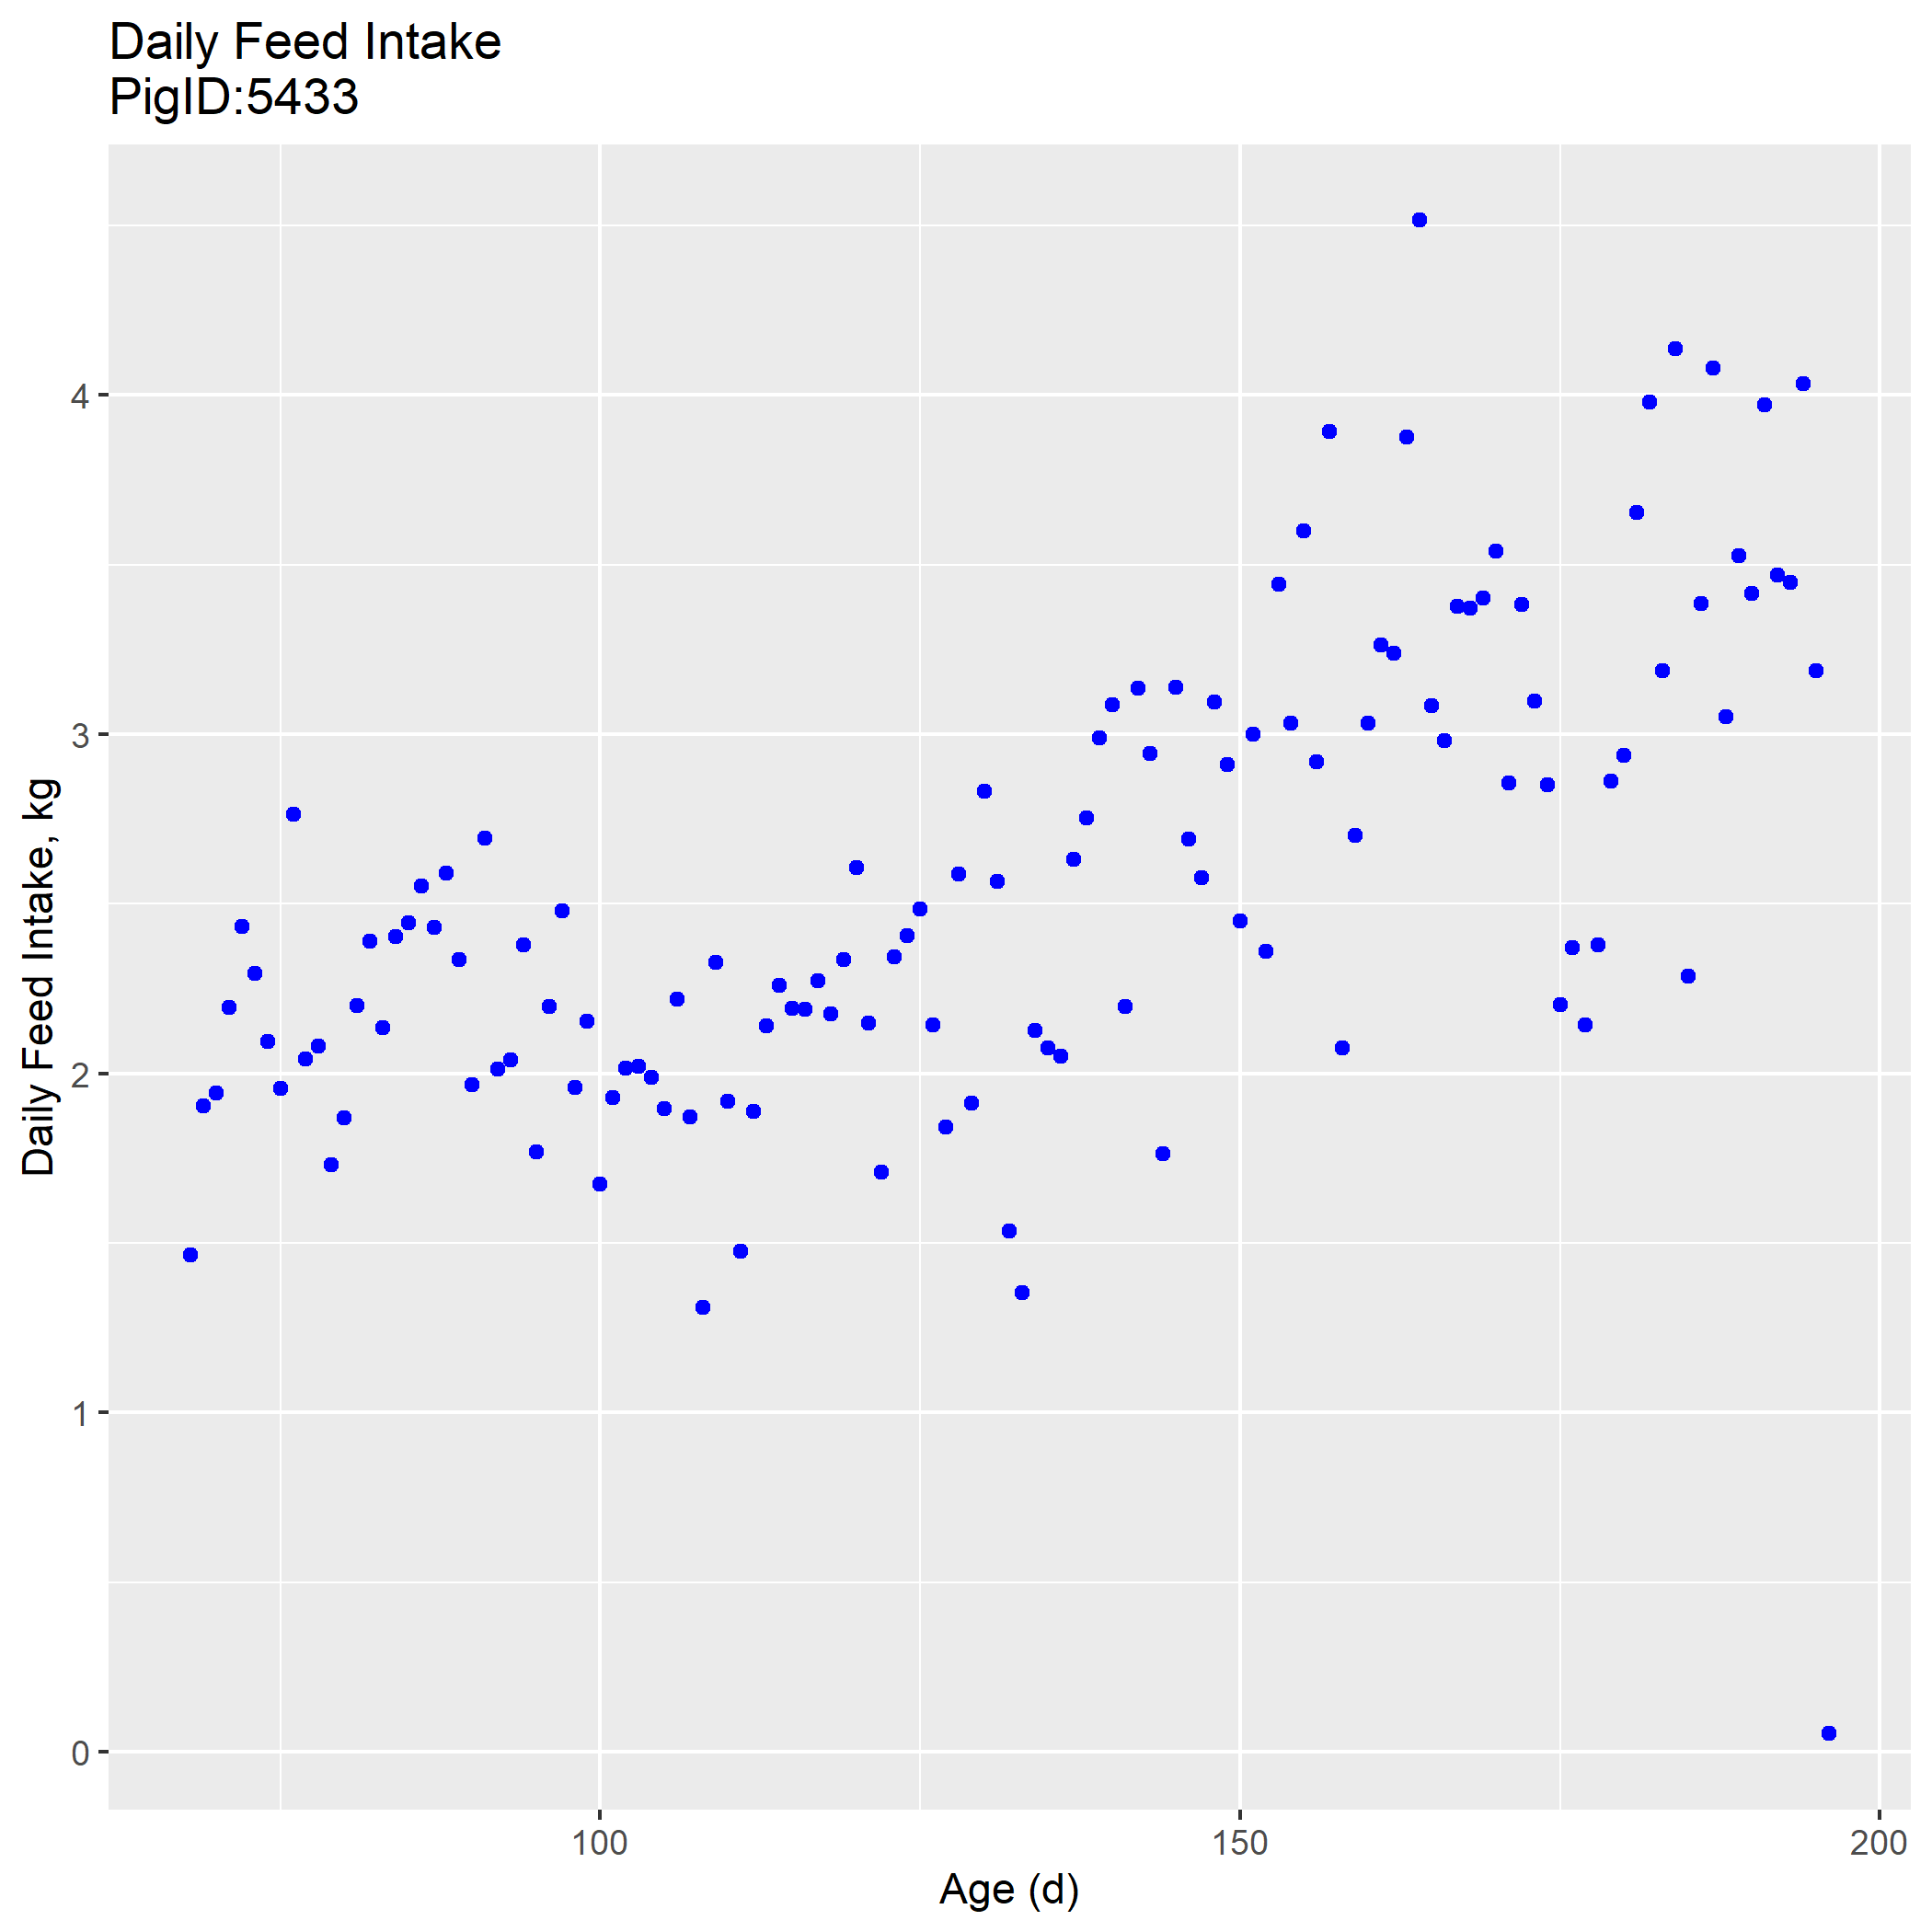 Daily Feed Intake
PigID:5433
Daily Feed Intake, kg
4
3
2
1
0
100
150
200
Age (d)